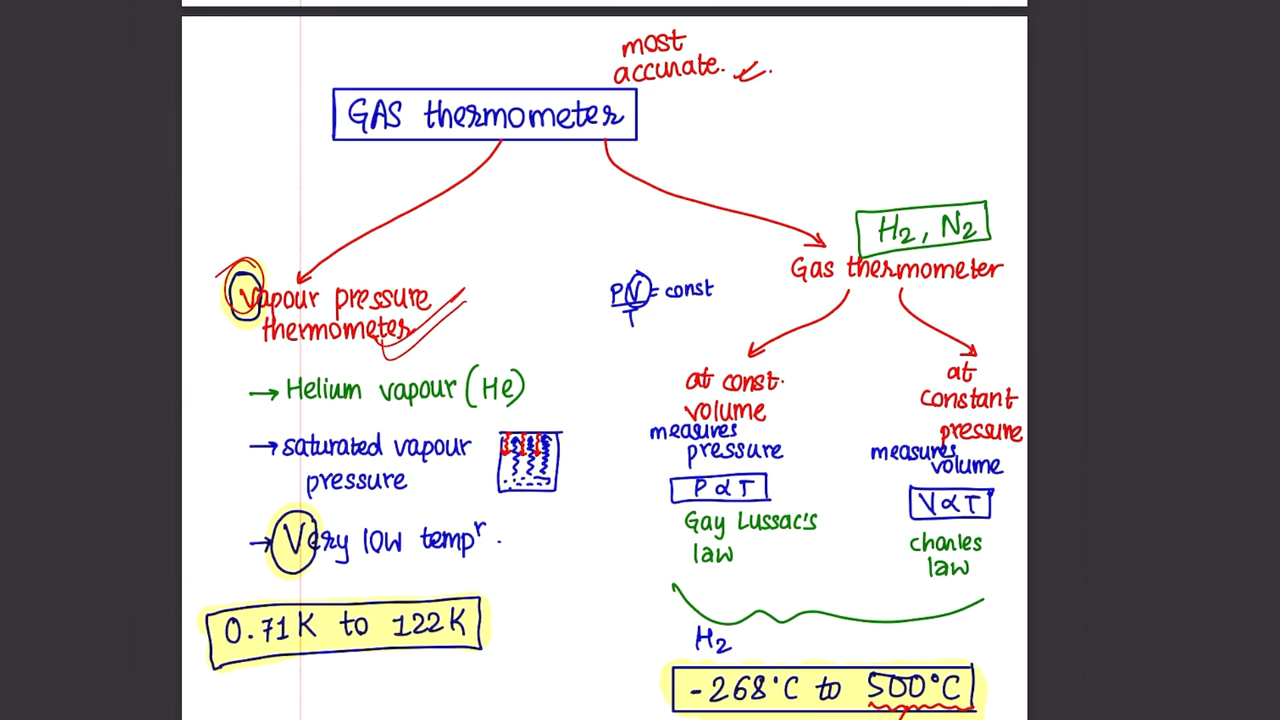 most
accurate.
GAS thermometer
H₂, N₂
Gas thermometer
Vapour pressure
thermometer
PV = const
T
→ Helium vapour (He)
→ saturated vapour
pressure
→ Very low tempʳ.
0.71K to 122K
at const.
volume
measures
pressure
P ∝ T
Gay Lussac's
law
at
constant
pressure
measures
volume
V ∝ T
charles
law
H₂
-268°C to 500°C